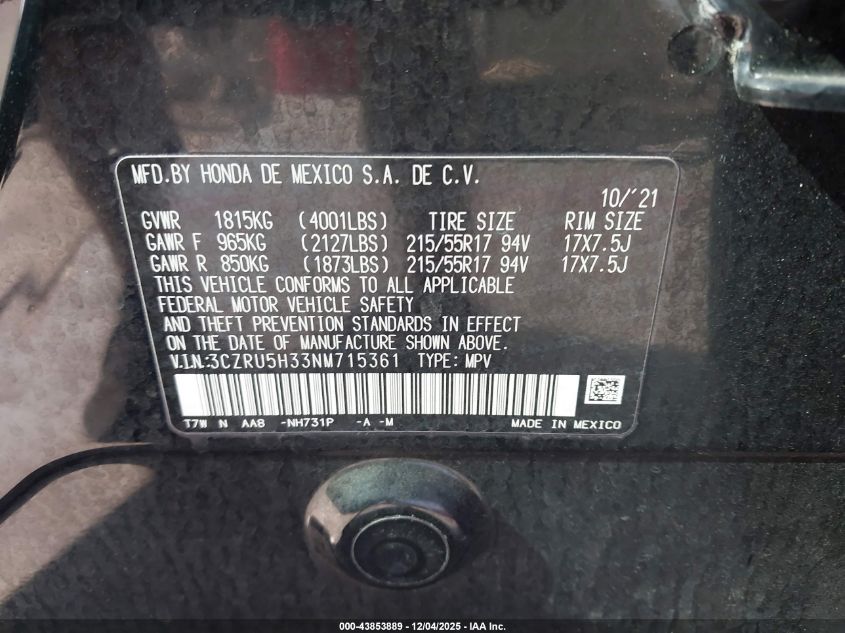 MFD.BY HONDA DE MEXICO S.A. DE C.V.
10/'21
GVWR 1815KG (4001LBS) TIRE SIZE RIM SIZE
GAWR F 965KG (2127LBS) 215/55R17 94V 17X7.5J
GAWR R 850KG (1873LBS) 215/55R17 94V 17X7.5J
THIS VEHICLE CONFORMS TO ALL APPLICABLE
FEDERAL MOTOR VEHICLE SAFETY
AND THEFT PREVENTION STANDARDS IN EFFECT
ON THE DATE OF MANUFACTURE SHOWN ABOVE.
V.I.N.:3CZRU5H33NM715361 TYPE: MPV
T7W N AA8 -NH731P -A -M MADE IN MEXICO
000-43853889 - 12/04/2025 - IAA Inc.